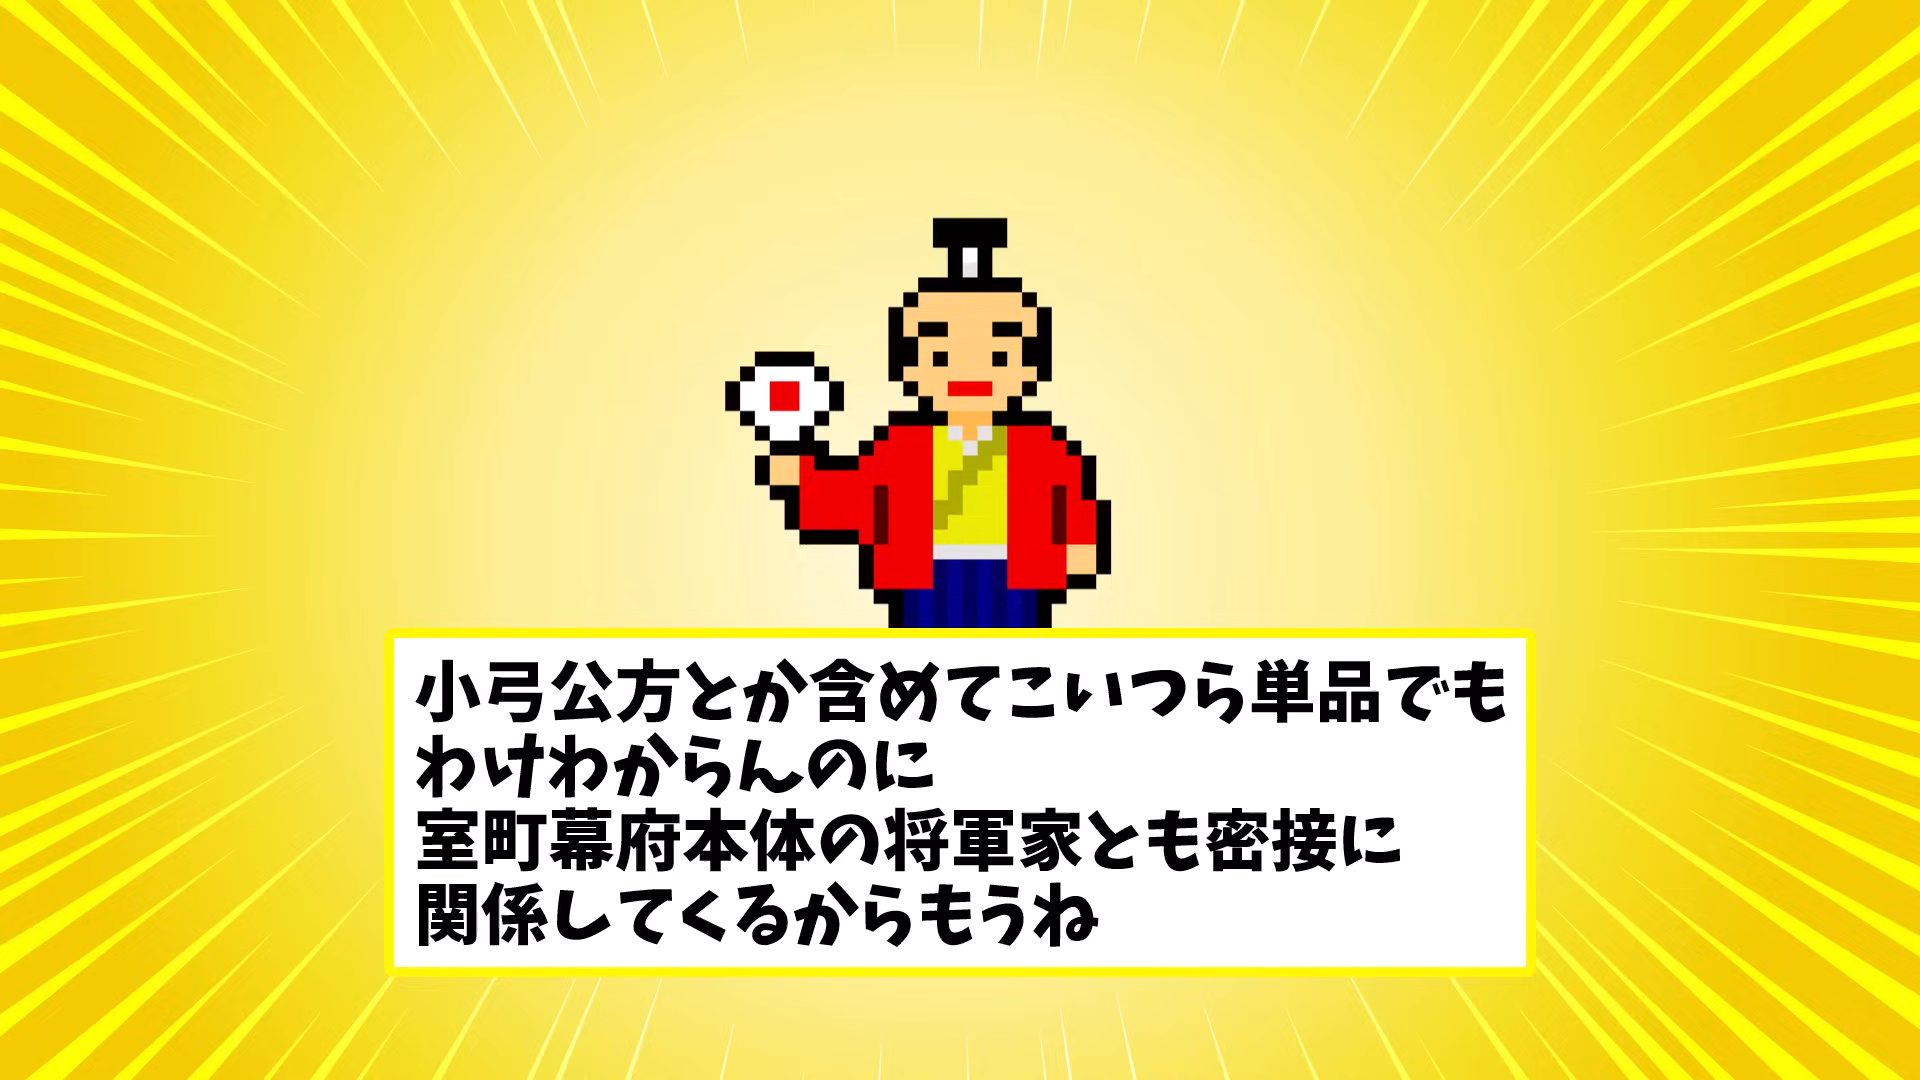 小弓公方とか含めてこいつら単品でも
わけわからんのに
室町幕府本体の将軍家とも密接に
関係してくるからもうね